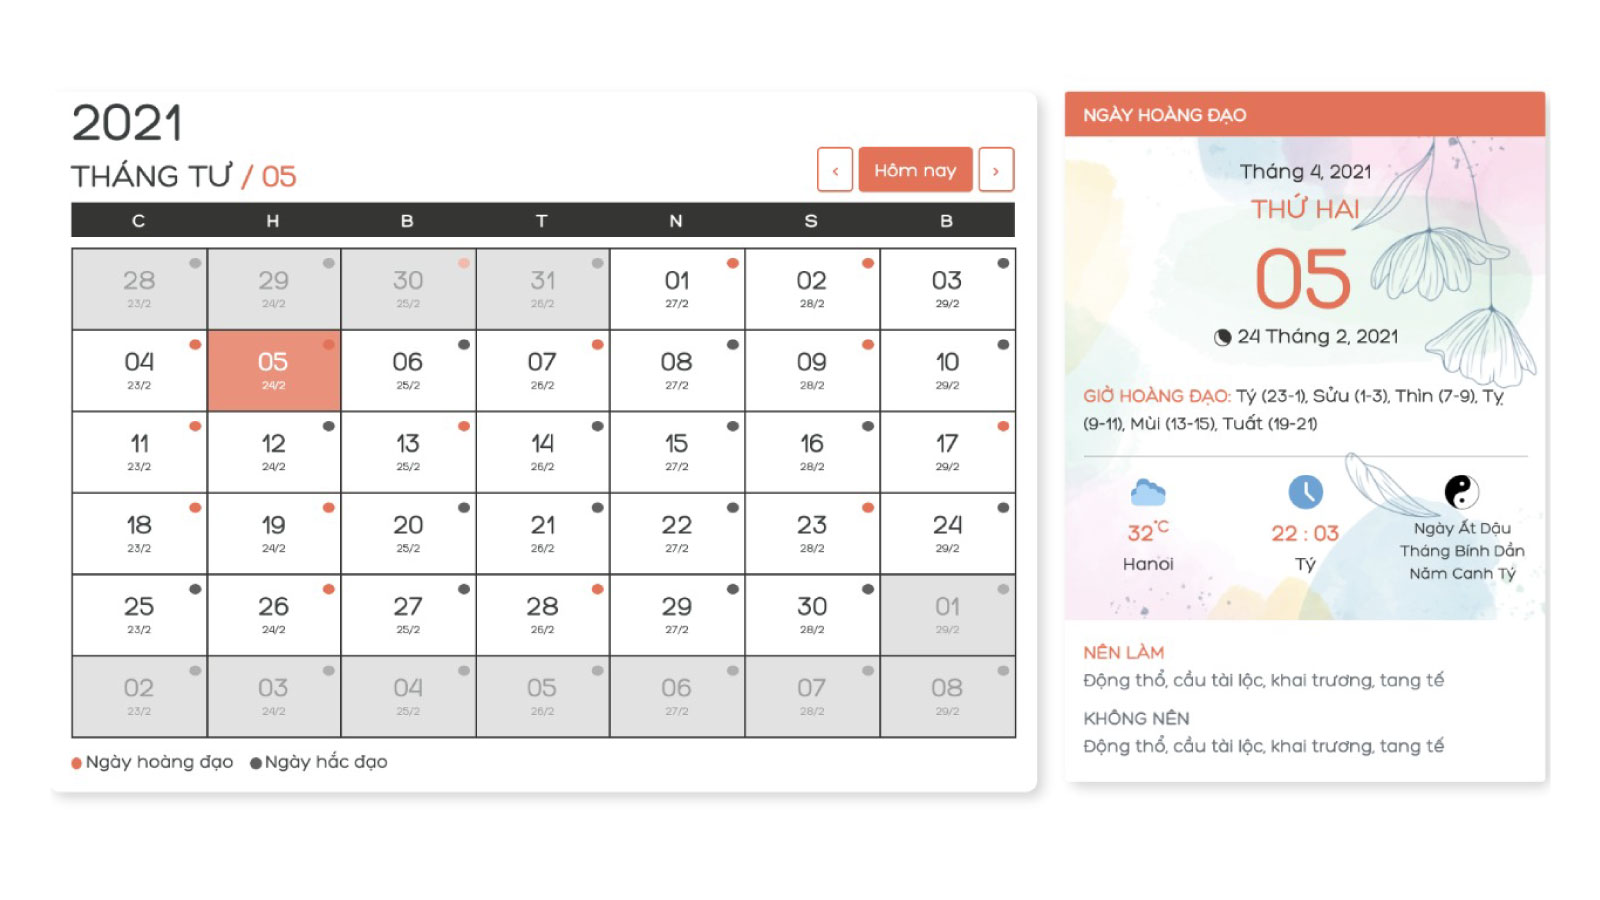 2021
THÁNG TƯ / 05
‹ Hôm nay ›
C H B T N S B
28 29 30 31 01 02 03
23/2 24/2 25/2 26/2 27/2 28/2 29/2
04 05 06 07 08 09 10
23/2 24/2 25/2 26/2 27/2 28/2 29/2
11 12 13 14 15 16 17
23/2 24/2 25/2 26/2 27/2 28/2 29/2
18 19 20 21 22 23 24
23/2 24/2 25/2 26/2 27/2 28/2 29/2
25 26 27 28 29 30 01
23/2 24/2 25/2 26/2 27/2 28/2 29/2
02 03 04 05 06 07 08
23/2 24/2 25/2 26/2 27/2 28/2 29/2
Ngày hoàng đạo Ngày hắc đạo
NGÀY HOÀNG ĐẠO
Tháng 4, 2021
THỨ HAI
05
24 Tháng 2, 2021
GIỜ HOÀNG ĐẠO: Tý (23-1), Sửu (1-3), Thìn (7-9), Tỵ
(9-11), Mùi (13-15), Tuất (19-21)
32°C
Hanoi
22 : 03
Tý
Ngày Ất Dậu
Tháng Bính Dần
Năm Canh Tý
NÊN LÀM
Động thổ, cầu tài lộc, khai trương, tang tế
KHÔNG NÊN
Động thổ, cầu tài lộc, khai trương, tang tế